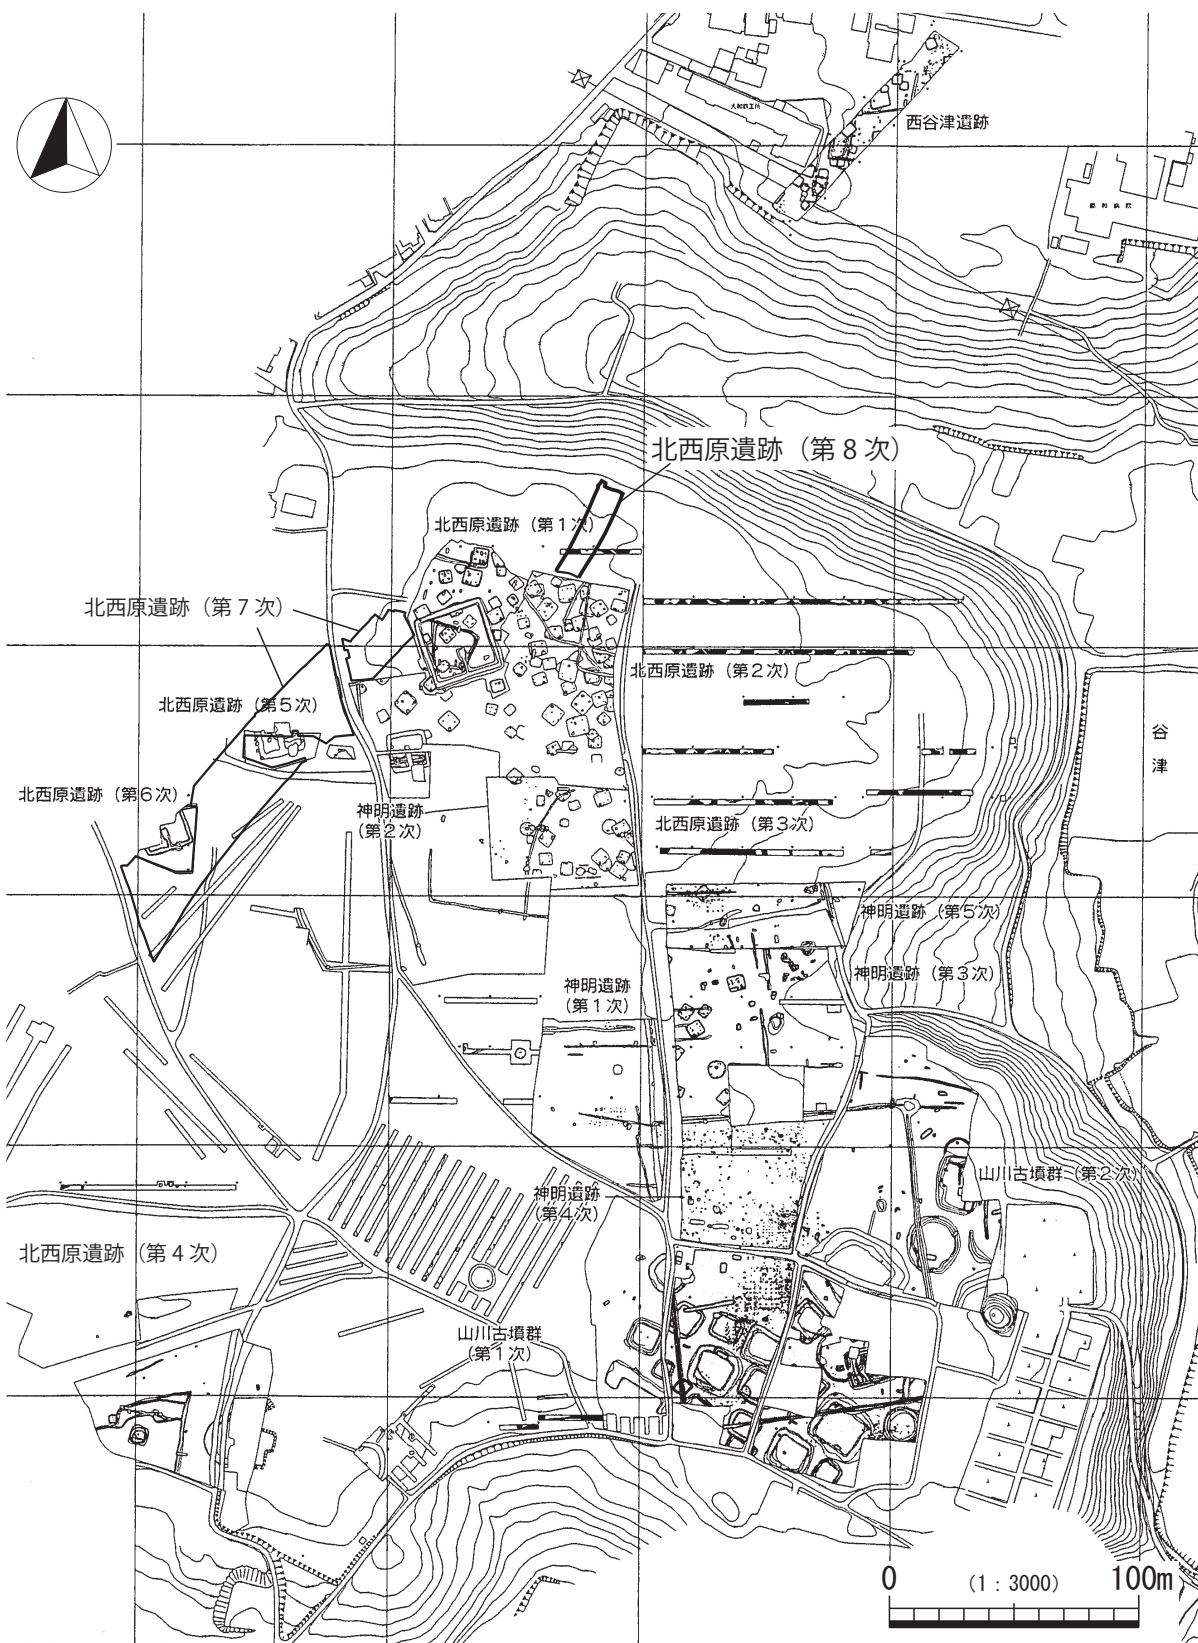 西谷津遺跡
北西原遺跡（第８次）
北西原遺跡（第１次）
北西原遺跡（第７次）
北西原遺跡（第２次）
北西原遺跡（第５次）
谷
津
北西原遺跡（第６次）
神明遺跡
（第２次）
北西原遺跡（第３次）
神明遺跡（第５次）
神明遺跡（第３次）
神明遺跡
（第１次）
山川古墳群（第２次）
神明遺跡
（第４次）
北西原遺跡（第４次）
山川古墳群
（第１次）
0 （1：3000） 100m